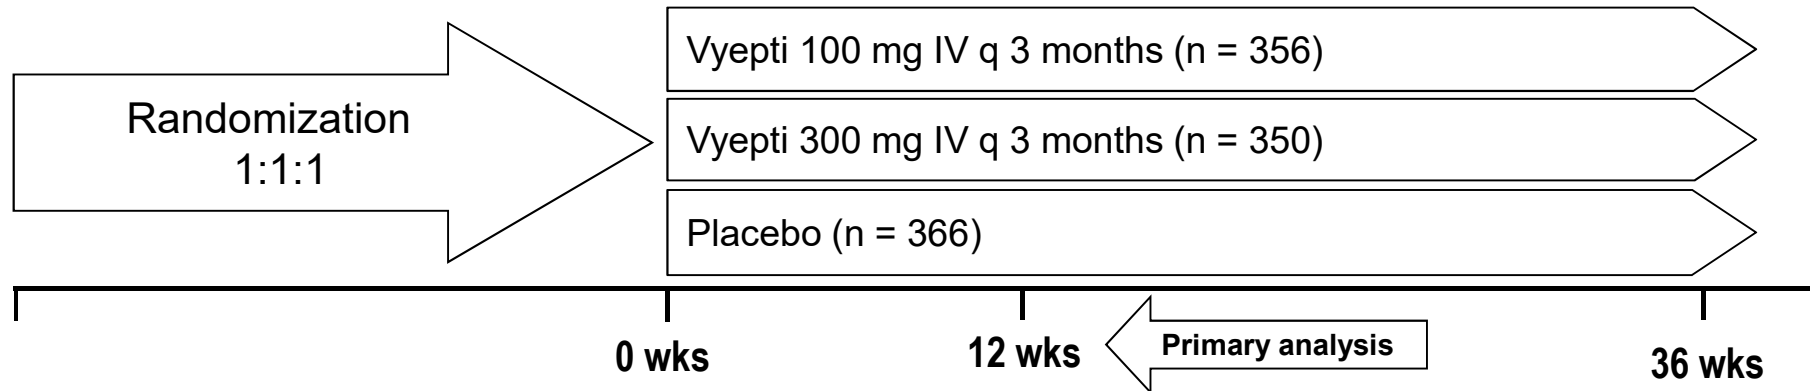 Randomization
1:1:1
Vyepti 100 mg IV q 3 months (n = 356)
Vyepti 300 mg IV q 3 months (n = 350)
Placebo (n = 366)
0 wks
12 wks
Primary analysis
36 wks